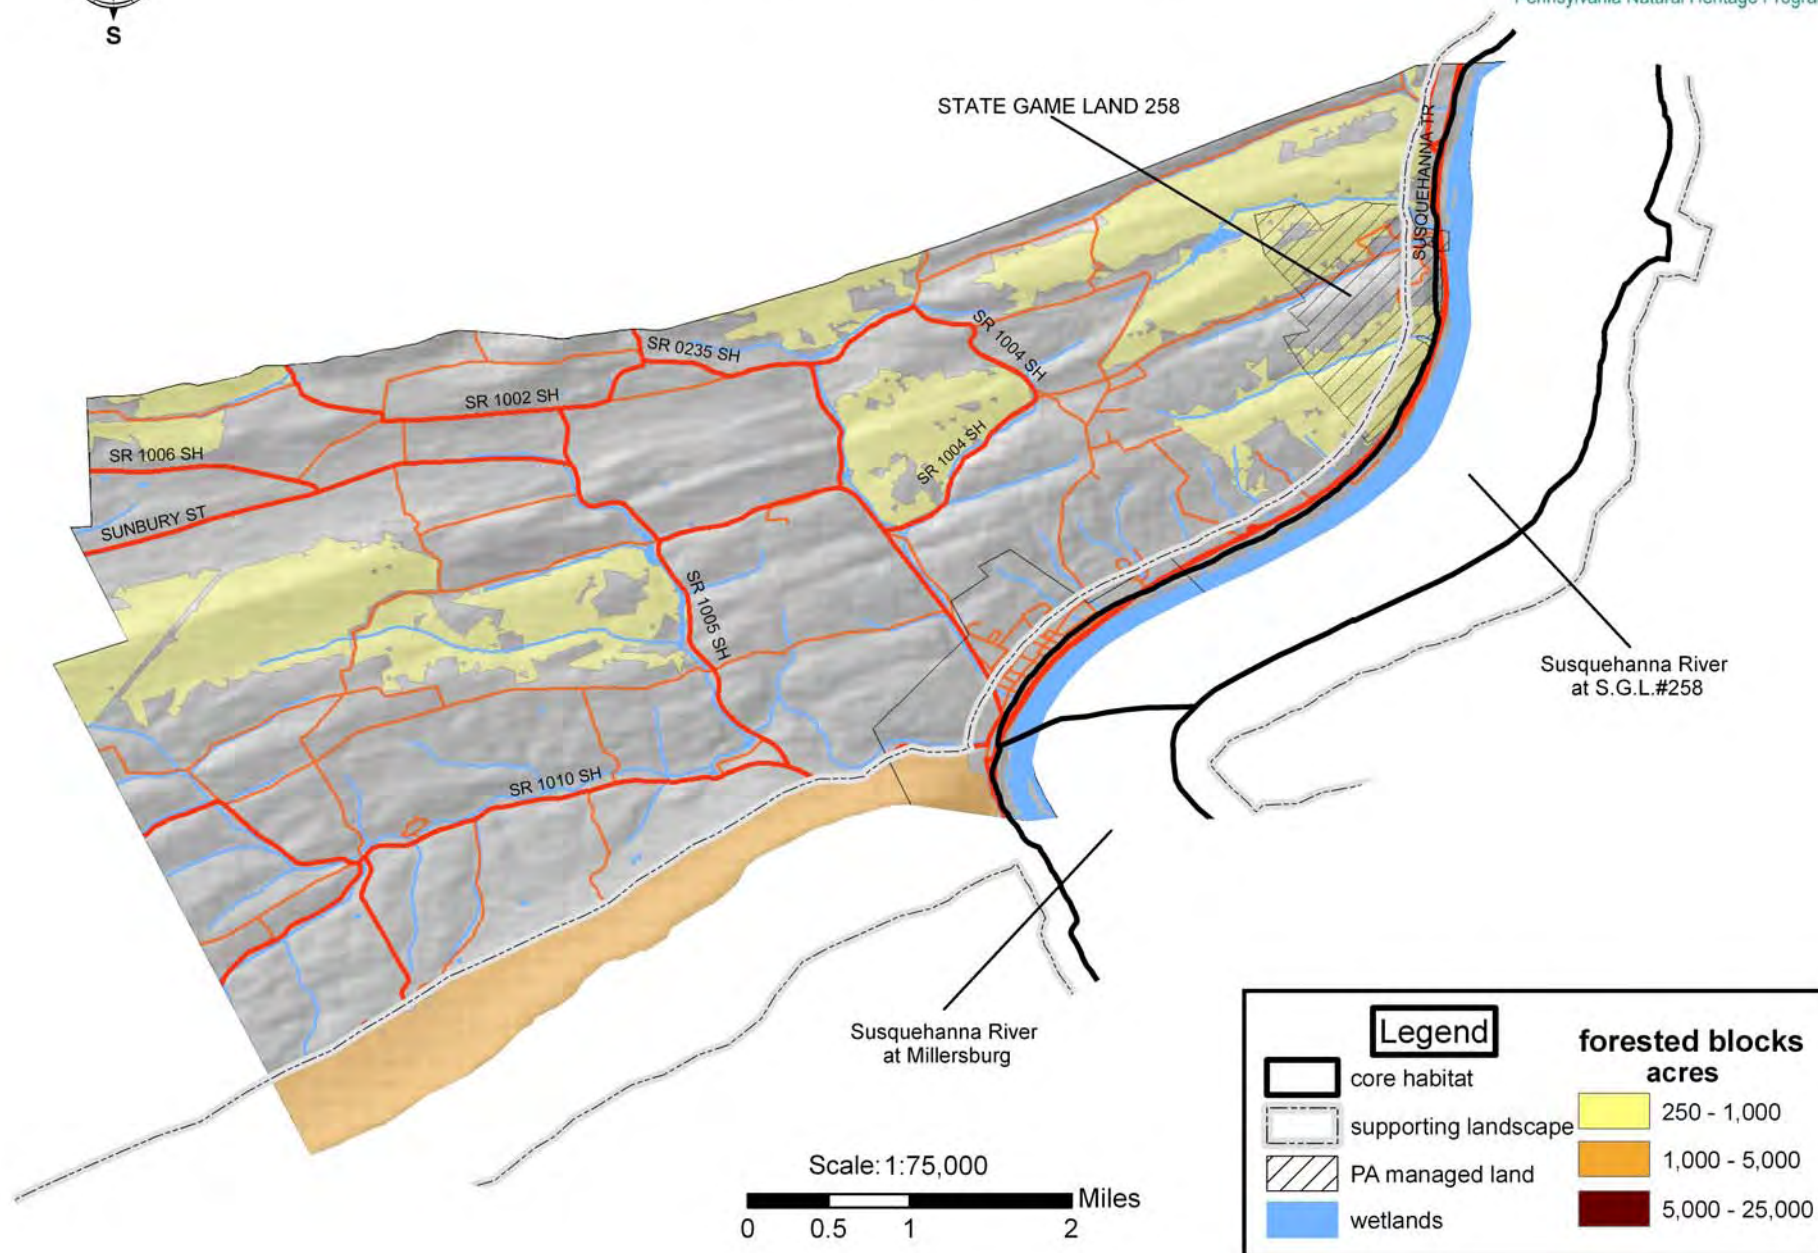 S
STATE GAME LAND 258
SUSQUEHANNA TR
SR 0235 SH
SR 1004 SH
SR 1002 SH
SR 1004 SH
SR 1006 SH
SUNBURY ST
SR 1005 SH
Susquehanna River
at S.G.L.#258
SR 1010 SH
Susquehanna River
at Millersburg
Scale: 1:75,000
Miles
0 0.5 1 2
Legend
core habitat
supporting landscape
PA managed land
wetlands
forested blocks
acres
250 - 1,000
1,000 - 5,000
5,000 - 25,000